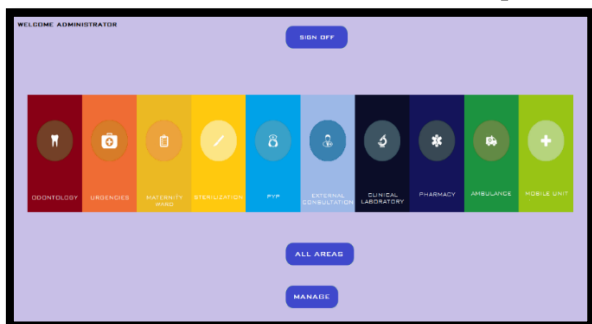 WELCOME ADMINISTRATOR
SIGN OFF
ODONTOLOGY
URGENCIES
MATERNITY
WARD
STERILIZATION
PYP
EXTERNAL
CONSULTATION
CLINICAL
LABORATORY
PHARMACY
AMBULANCE
MOBILE UNIT
ALL AREAS
MANAGE